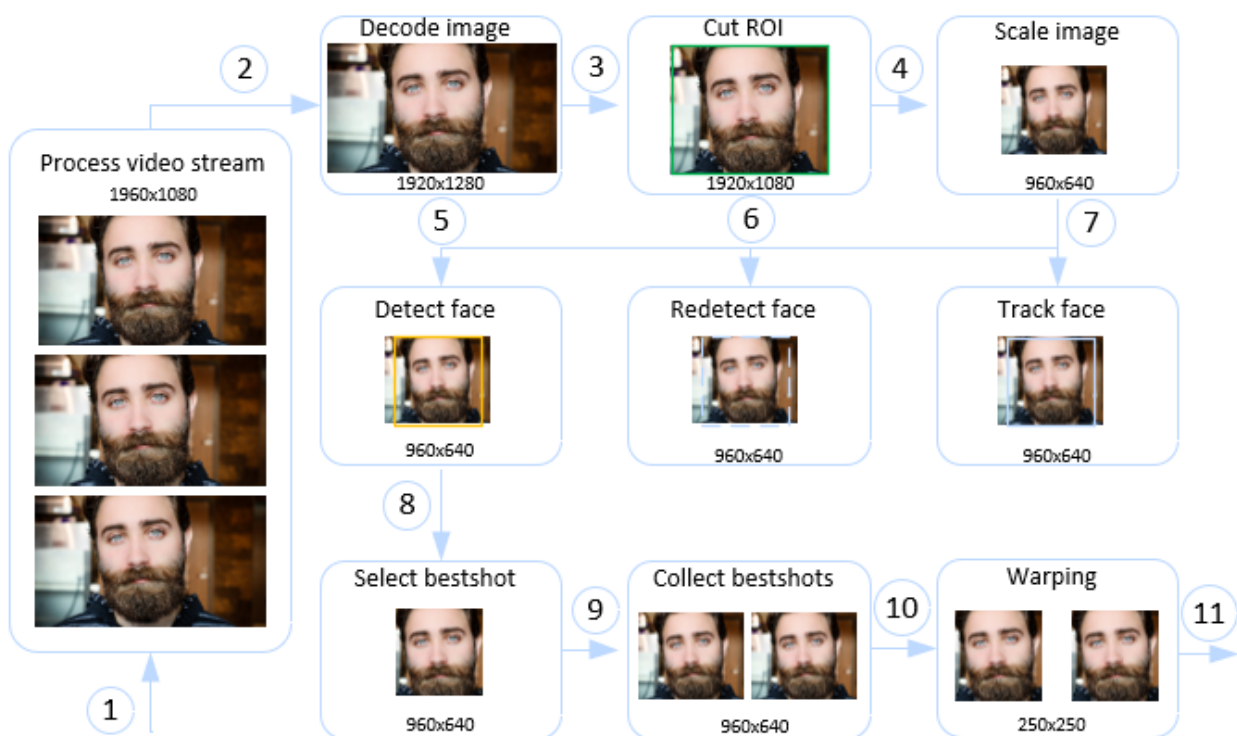 1
Process video stream
1960x1080
2
Decode image
1920x1280
3
Cut ROI
1920x1080
4
Scale image
960x640
5
6
7
Detect face
960x640
Redetect face
960x640
Track face
960x640
8
Select bestshot
960x640
9
Collect bestshots
960x640
10
Warping
250x250
11